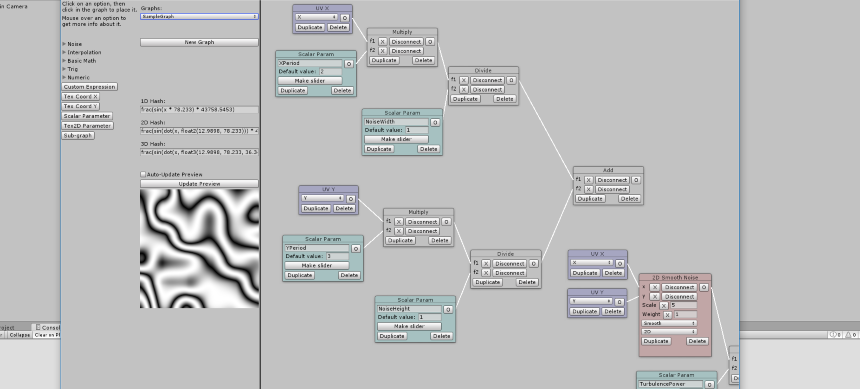 in Camera
Click on an option, then
click in the graph to place it.
Mouse over an option to
get more info about it.
Noise
Interpolation
Basic Math
Trig
Numeric
Custom Expression
Tex Coord X
Tex Coord Y
Scalar Parameter
Tex2D Parameter
Sub-graph
Graphs:
SampleGraph
New Graph
1D Hash:
frac(sin(x * 78.233) * 43758.5453)
2D Hash:
frac(sin(dot(x, float2(12.9898, 78.233))) *
3D Hash:
frac(sin(dot(x, float3(12.9898, 78.233, 36.3
Auto-Update Preview
Update Preview
UV X
X O
Duplicate Delete
Multiply
f1 X Disconnect O
f2 X Disconnect
Duplicate Delete
Scalar Param
XPeriod O
Default value: 2
Make slider
Duplicate Delete
Divide
f1 X Disconnect O
f2 X Disconnect
Duplicate Delete
Scalar Param
NoiseWidth O
Default value: 1
Make slider
Duplicate Delete
Add
f1 X Disconnect O
f2 X Disconnect
Duplicate Delete
UV Y
Y O
Duplicate Delete
Multiply
f1 X Disconnect O
f2 X Disconnect
Duplicate Delete
Scalar Param
YPeriod O
Default value: 3
Make slider
Duplicate Delete
Divide
f1 X Disconnect O
f2 X Disconnect
Duplicate Delete
Scalar Param
NoiseHeight O
Default value: 1
Make slider
Duplicate Delete
UV X
X O
Duplicate Delete
UV Y
Y O
Duplicate Delete
2D Smooth Noise
x X Disconnect O
Y X Disconnect
Scale X 5
Weight X 1
Smooth
2D
Duplicate Delete
f1
f2
Scalar Param
TurbulencePower
oject
Consol
Collapse Clear on Pl
0 0